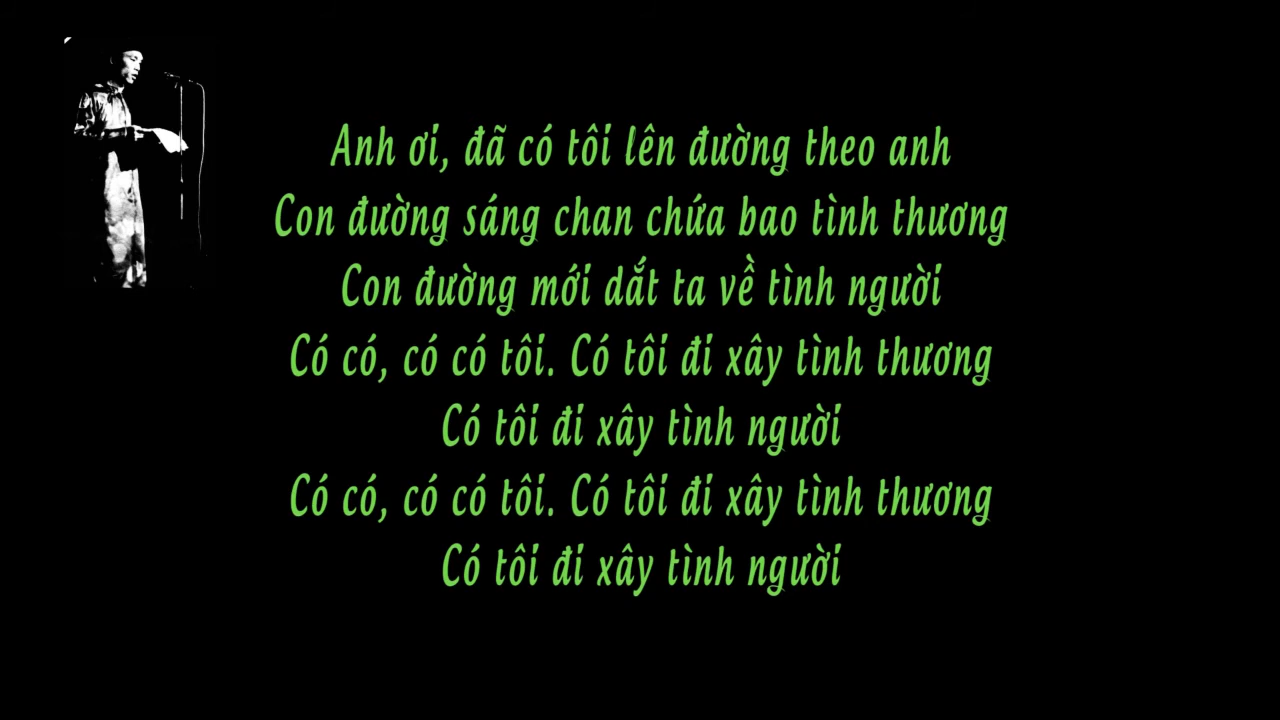 Anh ơi, đã có tôi lên đường theo anh
Con đường sáng chan chứa bao tình thương
Con đường mới dắt ta về tình người
Có có, có có tôi. Có tôi đi xây tình thương
Có tôi đi xây tình người
Có có, có có tôi. Có tôi đi xây tình thương
Có tôi đi xây tình người